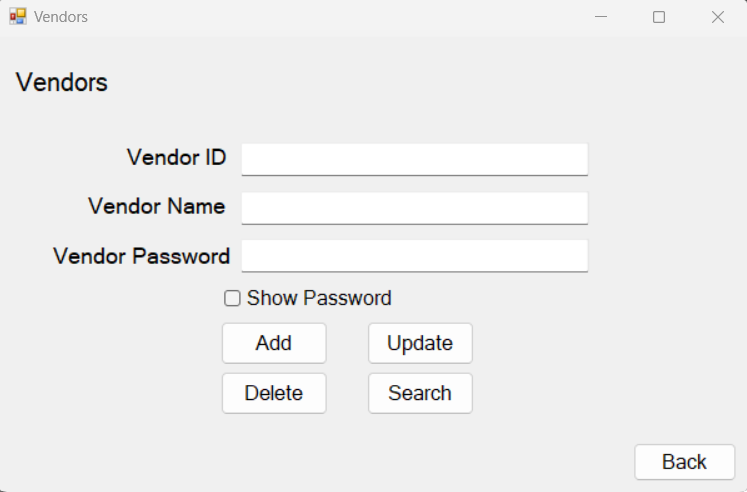 Vendors
Vendors
Vendor ID
Vendor Name
Vendor Password
Show Password
Add Update
Delete Search
Back